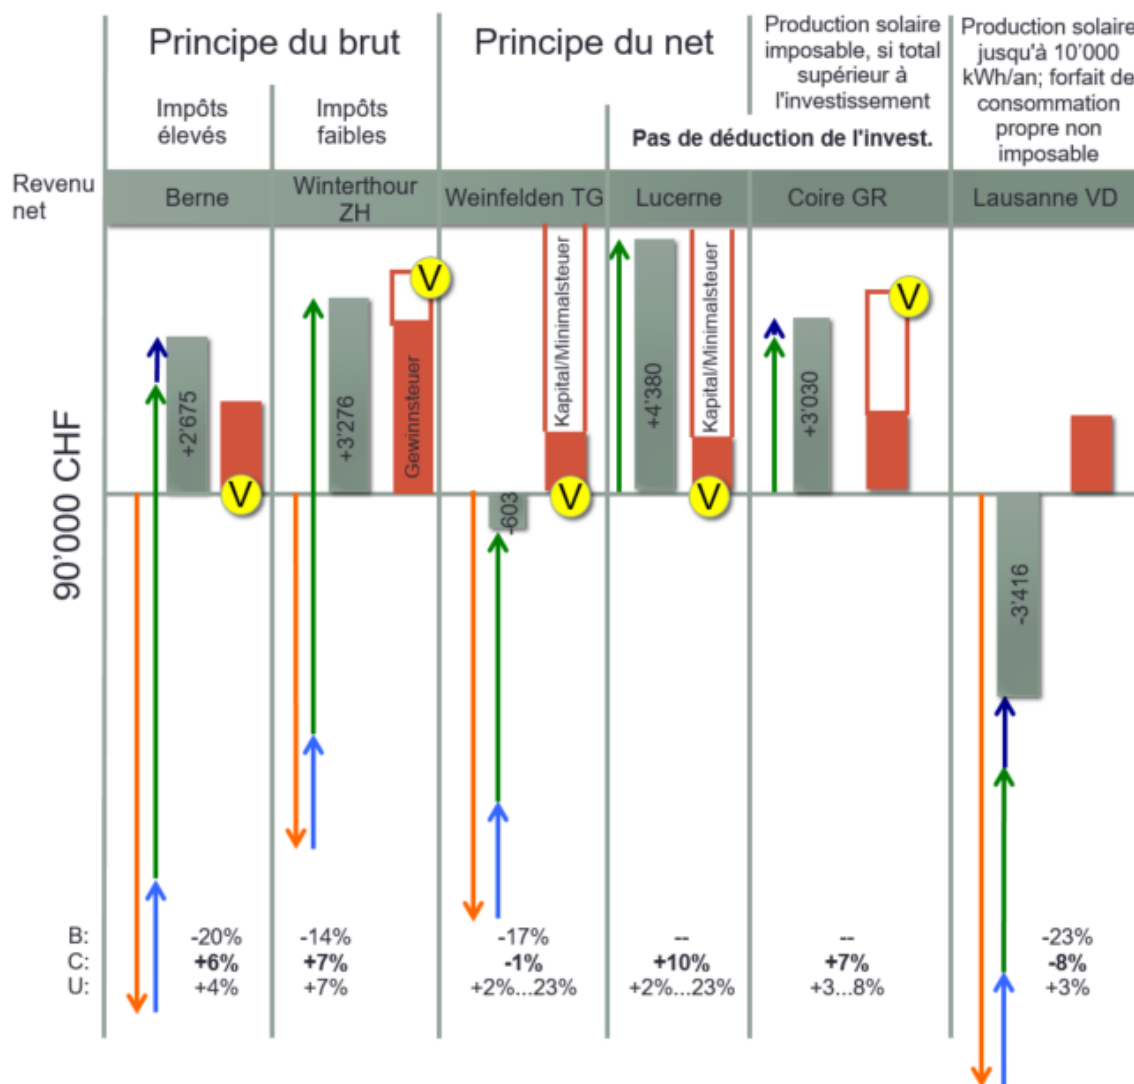 Principe du brut
Principe du net
Production solaire
imposable, si total
supérieur à
l'investissement
Production solaire
jusqu'à 10'000
kWh/an; forfait de
consommation
propre non
imposable
Impôts
élevés
Impôts
faibles
Pas de déduction de l'invest.
Revenu
net
Berne
Winterthour
ZH
Weinfelden TG
Lucerne
Coire GR
Lausanne VD
90'000 CHF
+2'675
V
+3'276
Gewinnsteuer
V
-603
Kapital/Minimalsteuer
V
+4'380
Kapital/Minimalsteuer
V
+3'030
V
-3'416
B: -20% -14% -17% -- -- -23%
C: +6% +7% -1% +10% +7% -8%
U: +4% +7% +2%...23% +2%...23% +3...8% +3%